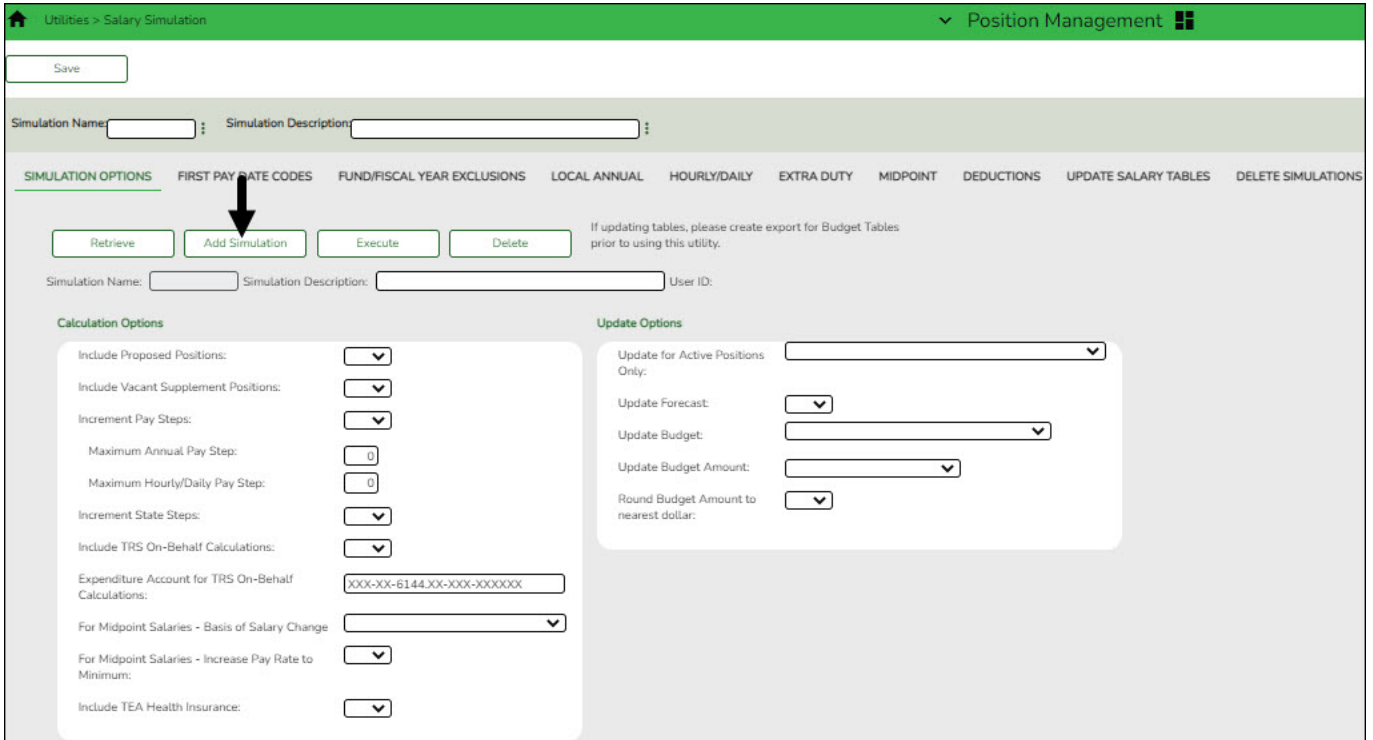 Utilities > Salary Simulation
Position Management
Save
Simulation Name:
Simulation Description:
SIMULATION OPTIONS
FIRST PAY DATE CODES
FUND/FISCAL YEAR EXCLUSIONS
LOCAL ANNUAL
HOURLY/DAILY
EXTRA DUTY
MIDPOINT
DEDUCTIONS
UPDATE SALARY TABLES
DELETE SIMULATIONS
Retrieve
Add Simulation
Execute
Delete
If updating tables, please create export for Budget Tables
prior to using this utility.
Simulation Name:
Simulation Description:
User ID:
Calculation Options
Include Proposed Positions:
Include Vacant Supplement Positions:
Increment Pay Steps:
Maximum Annual Pay Step:
0
Maximum Hourly/Daily Pay Step:
0
Increment State Steps:
Include TRS On-Behalf Calculations:
Expenditure Account for TRS On-Behalf
Calculations:
XXX-XX-6144.XX-XXX-XXXXXX
For Midpoint Salaries - Basis of Salary Change
For Midpoint Salaries - Increase Pay Rate to
Minimum:
Include TEA Health Insurance:
Update Options
Update for Active Positions
Only:
Update Forecast:
Update Budget:
Update Budget Amount:
Round Budget Amount to
nearest dollar: